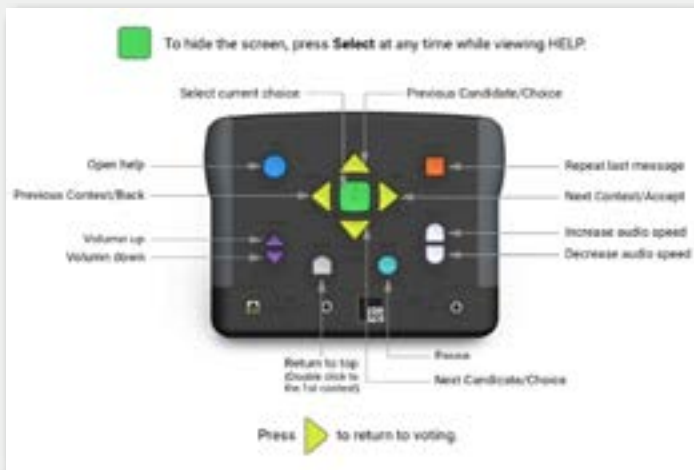 To hide the screen, press Select at any time while viewing HELP.
Select current choice
Previous Candidate/Choice
Open help
Repeat last message
Previous Contest/Back
Next Contest/Accept
Volume up
Increase audio speed
Volumn down
Decrease audio speed
Return to top
(Double click to
the 1st contest)
Pause
Next Candicate/Choice
Press
to return to voting.